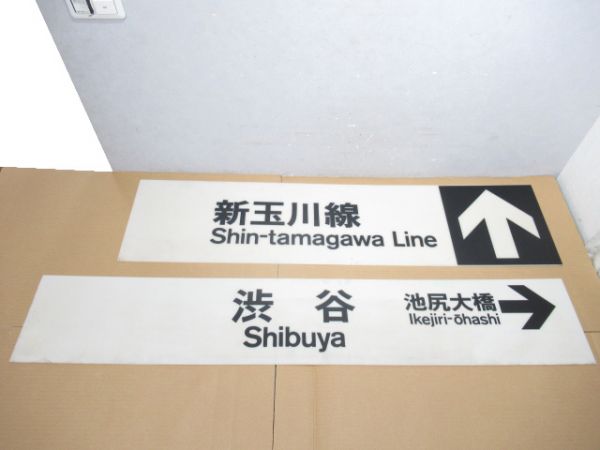 新玉川線
Shin-tamagawa Line
渋谷
Shibuya
池尻大橋
Ikejiri-ōhashi